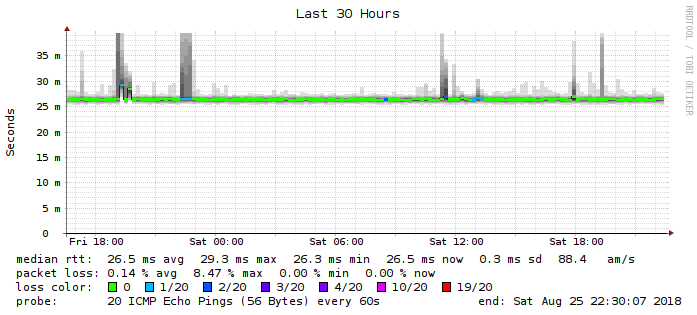 Last 30 Hours
RRDTOOL / TOBI OETIKER
Seconds
35 m
30 m
25 m
20 m
15 m
10 m
5 m
0
Fri 18:00 Sat 00:00 Sat 06:00 Sat 12:00 Sat 18:00
median rtt: 26.5 ms avg 29.3 ms max 26.3 ms min 26.5 ms now 0.3 ms sd 88.4 am/s
packet loss: 0.14 % avg 8.47 % max 0.00 % min 0.00 % now
loss color: 0 1/20 2/20 3/20 4/20 10/20 19/20
probe: 20 ICMP Echo Pings (56 Bytes) every 60s end: Sat Aug 25 22:30:07 2018